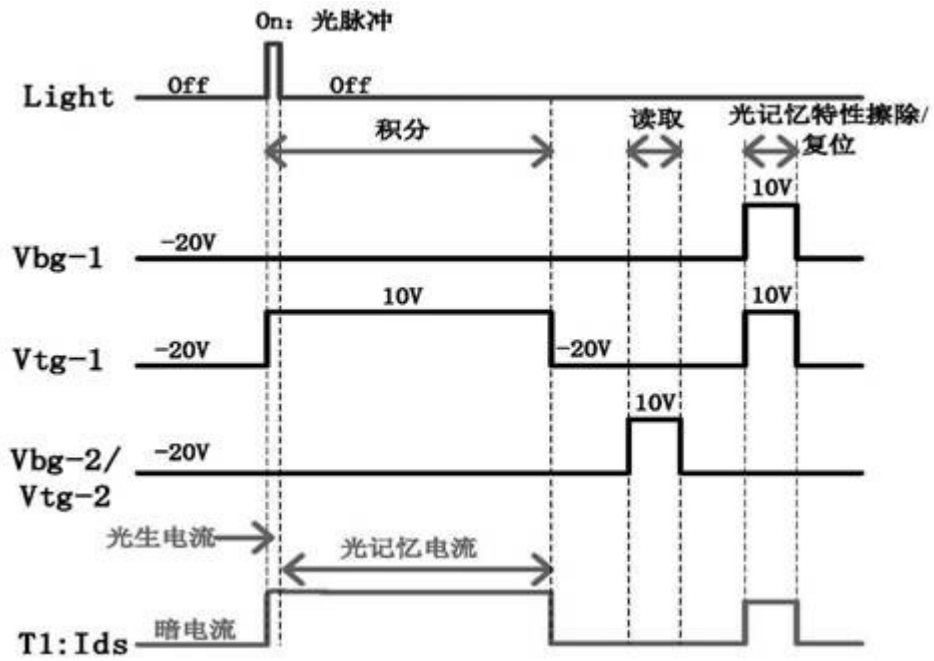 On: 光脉冲
Light Off Off
积分 读取 光记忆特性擦除/
复位
10V
Vbg-1 -20V
10V 10V
Vtg-1 -20V -20V
10V
Vbg-2/ -20V
Vtg-2
光生电流
光记忆电流
暗电流
T1:Ids